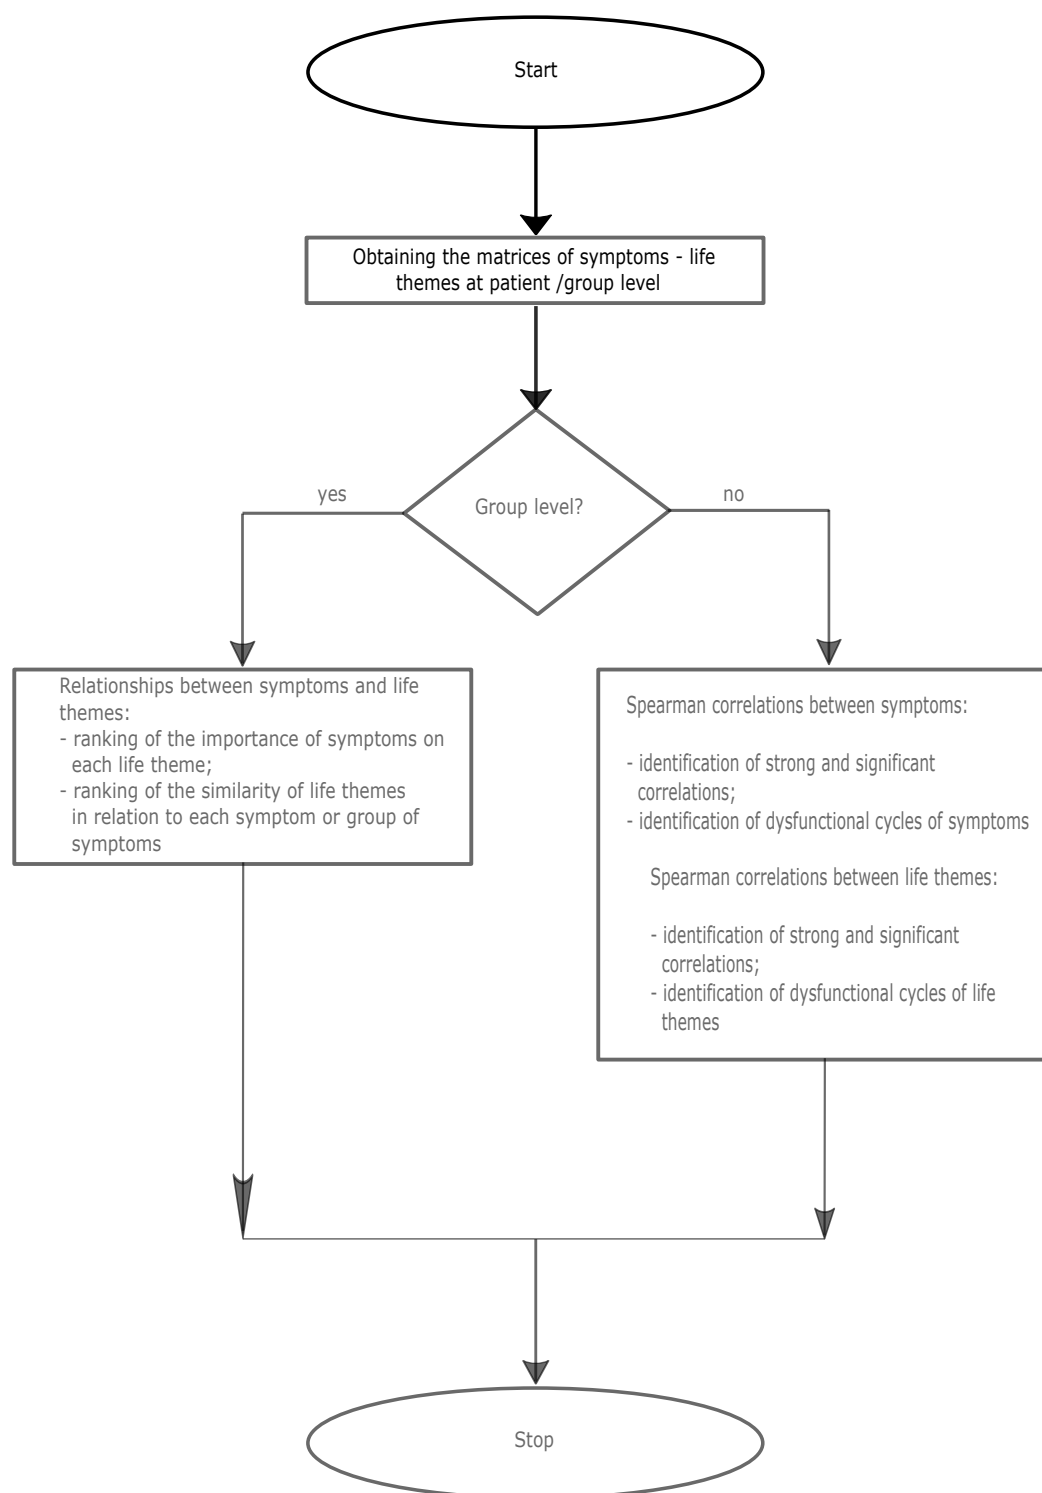 Start
Obtaining the matrices of symptoms - life
themes at patient /group level
Group level?
yes
no
Relationships between symptoms and life
themes:
- ranking of the importance of symptoms on
each life theme;
- ranking of the similarity of life themes
in relation to each symptom or group of
symptoms
Spearman correlations between symptoms:
- identification of strong and significant
correlations;
- identification of dysfunctional cycles of symptoms
Spearman correlations between life themes:
- identification of strong and significant
correlations;
- identification of dysfunctional cycles of life
themes
Stop